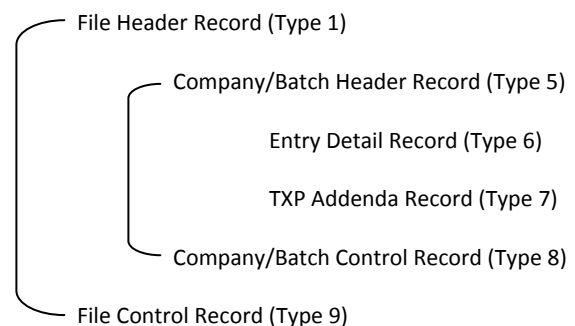 File Header Record (Type 1)
Company/Batch Header Record (Type 5)
Entry Detail Record (Type 6)
TXP Addenda Record (Type 7)
Company/Batch Control Record (Type 8)
File Control Record (Type 9)